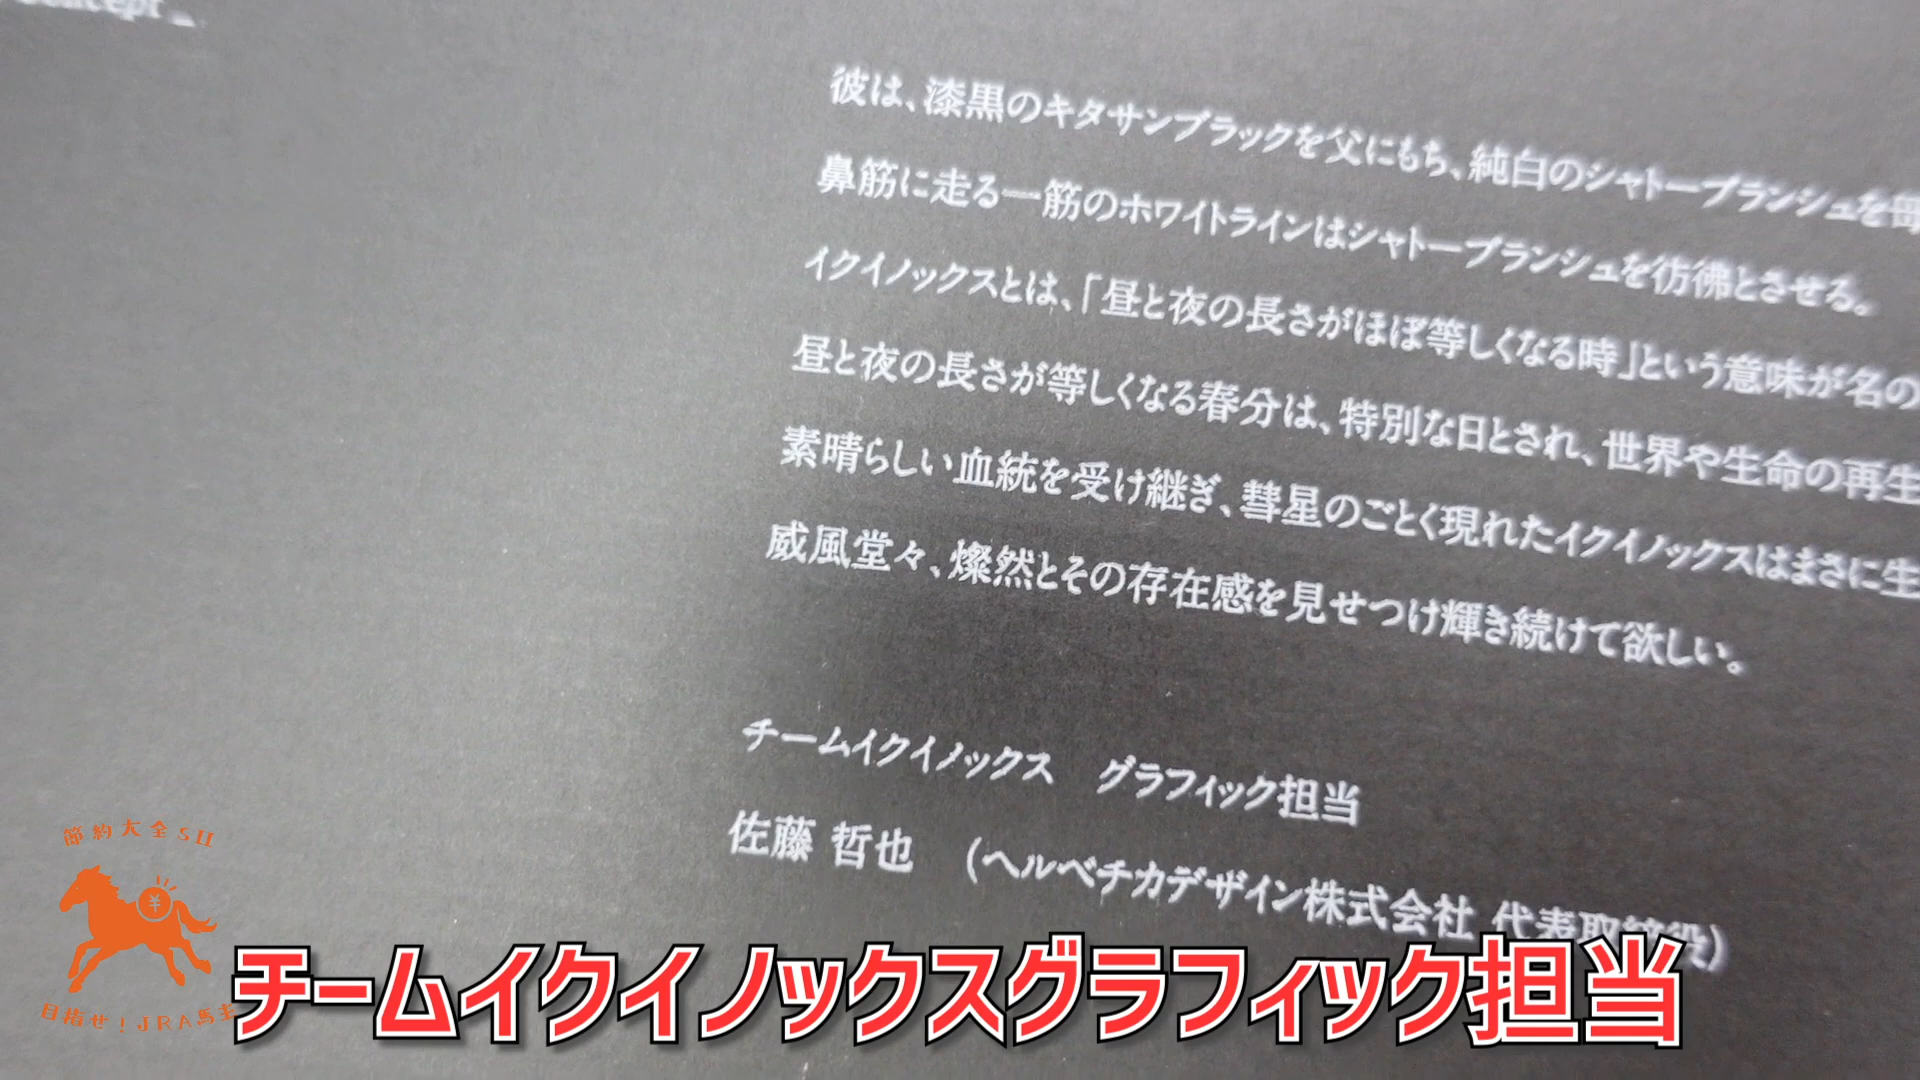 彼は、漆黒のキタサンブラックを父にもち、純白のシャトーブランシュを母
鼻筋に走る一筋のホワイトラインはシャトーブランシュを彷彿とさせる。
イクイノックスとは、「昼と夜の長さがほぼ等しくなる時」という意味が名の
昼と夜の長さが等しくなる春分は、特別な日とされ、世界や生命の再生
素晴らしい血統を受け継ぎ、彗星のごとく現れたイクイノックスはまさに生
威風堂々、燦然とその存在感を見せつけ輝き続けて欲しい。
チームイクイノックス グラフィック担当
佐藤 哲也 (ヘルベチカデザイン株式会社 代表取締役)
節約大全SII
¥
目指せ!JRA馬主
チームイクイノックスグラフィック担当